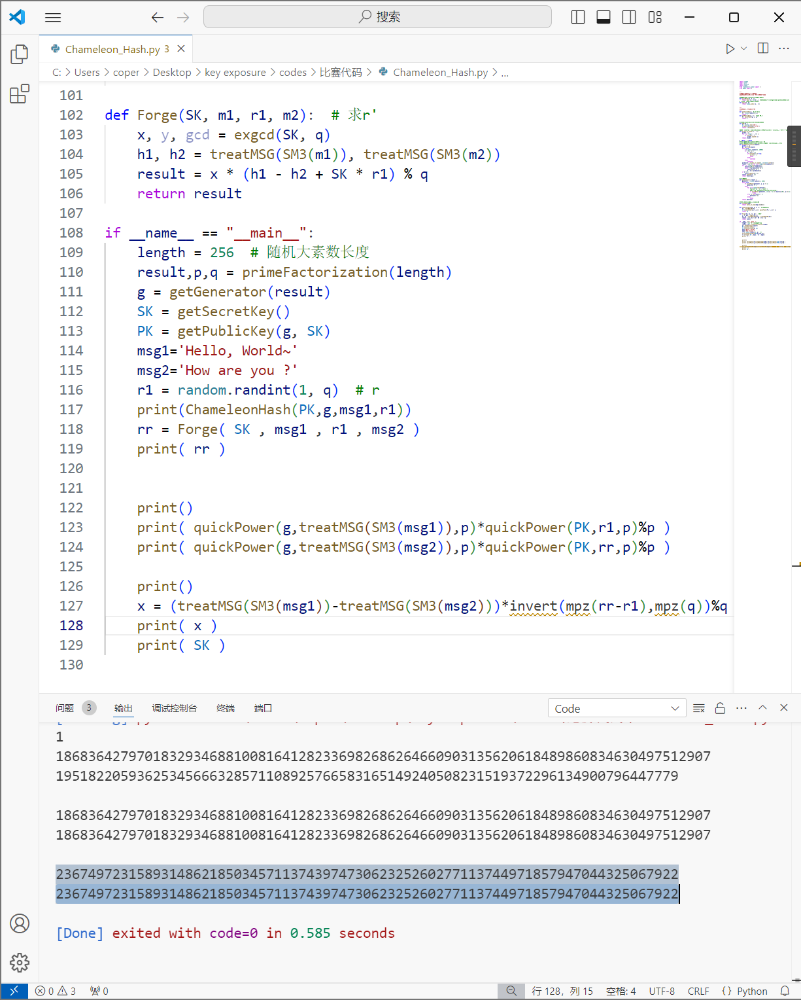 搜索
Chameleon_Hash.py 3
C: > Users > coper > Desktop > key exposure > codes > 比赛代码 > Chameleon_Hash.py > ...
101
102 def Forge(SK, m1, r1, m2):  # 求r'
103     x, y, gcd = exgcd(SK, q)
104     h1, h2 = treatMSG(SM3(m1)), treatMSG(SM3(m2))
105     result = x * (h1 - h2 + SK * r1) % q
106     return result
107
108 if __name__ == "__main__":
109     length = 256  # 随机大素数长度
110     result,p,q = primeFactorization(length)
111     g = getGenerator(result)
112     SK = getSecretKey()
113     PK = getPublicKey(g, SK)
114     msg1='Hello, World~'
115     msg2='How are you ?'
116     r1 = random.randint(1, q)  # r
117     print(ChameleonHash(PK,g,msg1,r1))
118     rr = Forge( SK , msg1 , r1 , msg2 )
119     print( rr )
120
121
122     print()
123     print( quickPower(g,treatMSG(SM3(msg1)),p)*quickPower(PK,r1,p)%p )
124     print( quickPower(g,treatMSG(SM3(msg2)),p)*quickPower(PK,rr,p)%p )
125
126     print()
127     x = (treatMSG(SM3(msg1))-treatMSG(SM3(msg2)))*invert(mpz(rr-r1),mpz(q))%q
128     print( x )
129     print( SK )
130
问题 3 输出 调试控制台 终端 端口 Code
1
186836427970183293468810081641282336982686264660903135620618489860834630497512907
19518220593625345666328571108925766583165149240508231519372296134900796447779

186836427970183293468810081641282336982686264660903135620618489860834630497512907
186836427970183293468810081641282336982686264660903135620618489860834630497512907

23674972315893148621850345711374397473062325260277113744971857947044325067922
23674972315893148621850345711374397473062325260277113744971857947044325067922

[Done] exited with code=0 in 0.585 seconds
0 3 0 行 128，列 15 空格: 4 UTF-8 CRLF {} Python